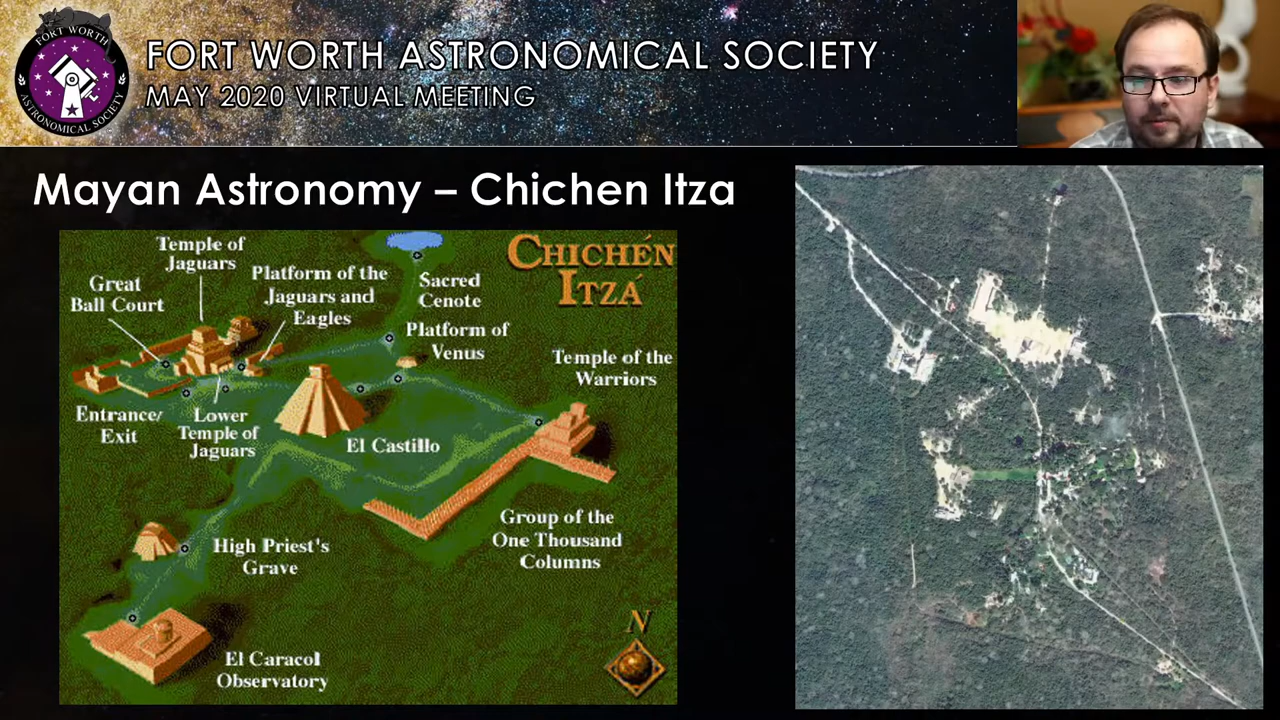 FORT WORTH
ASTRONOMICAL SOCIETY
FORT WORTH ASTRONOMICAL SOCIETY
MAY 2020 VIRTUAL MEETING
Mayan Astronomy – Chichen Itza
CHICHÉN
ITZÁ
Temple of
Jaguars
Great
Ball Court
Platform of the
Jaguars and
Eagles
Sacred
Cenote
Platform of
Venus
Temple of the
Warriors
Entrance/
Exit
Lower
Temple of
Jaguars
El Castillo
Group of the
One Thousand
Columns
High Priest's
Grave
El Caracol
Observatory
N